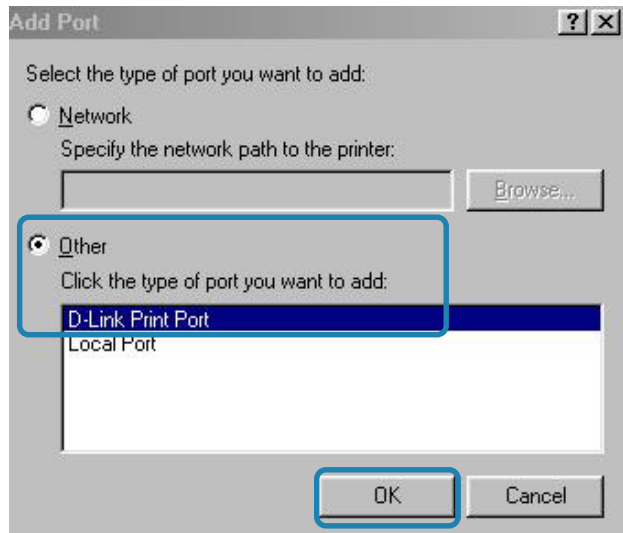 Add Port
?
Select the type of port you want to add:
Network
Specify the network path to the printer:
Browse...
Other
Click the type of port you want to add:
D-Link Print Port
Local Port
OK Cancel